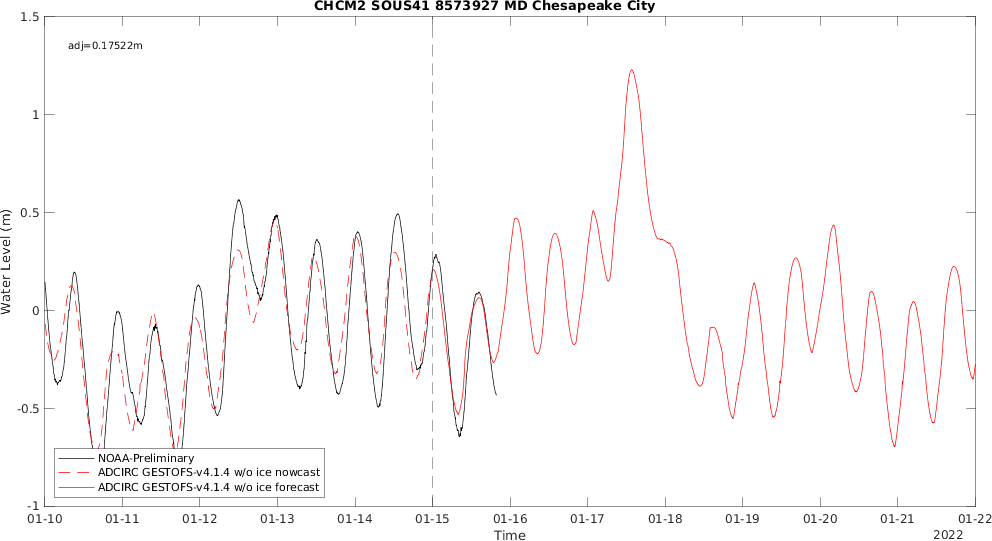 CHCM2 SOUS41 8573927 MD Chesapeake City
adj=0.17522m
1.5
1
0.5
0
-0.5
-1
Water Level (m)
NOAA-Preliminary
ADCIRC GESTOFS-v4.1.4 w/o ice nowcast
ADCIRC GESTOFS-v4.1.4 w/o ice forecast
01-10 01-11 01-12 01-13 01-14 01-15 01-16 01-17 01-18 01-19 01-20 01-21 01-22
Time
2022